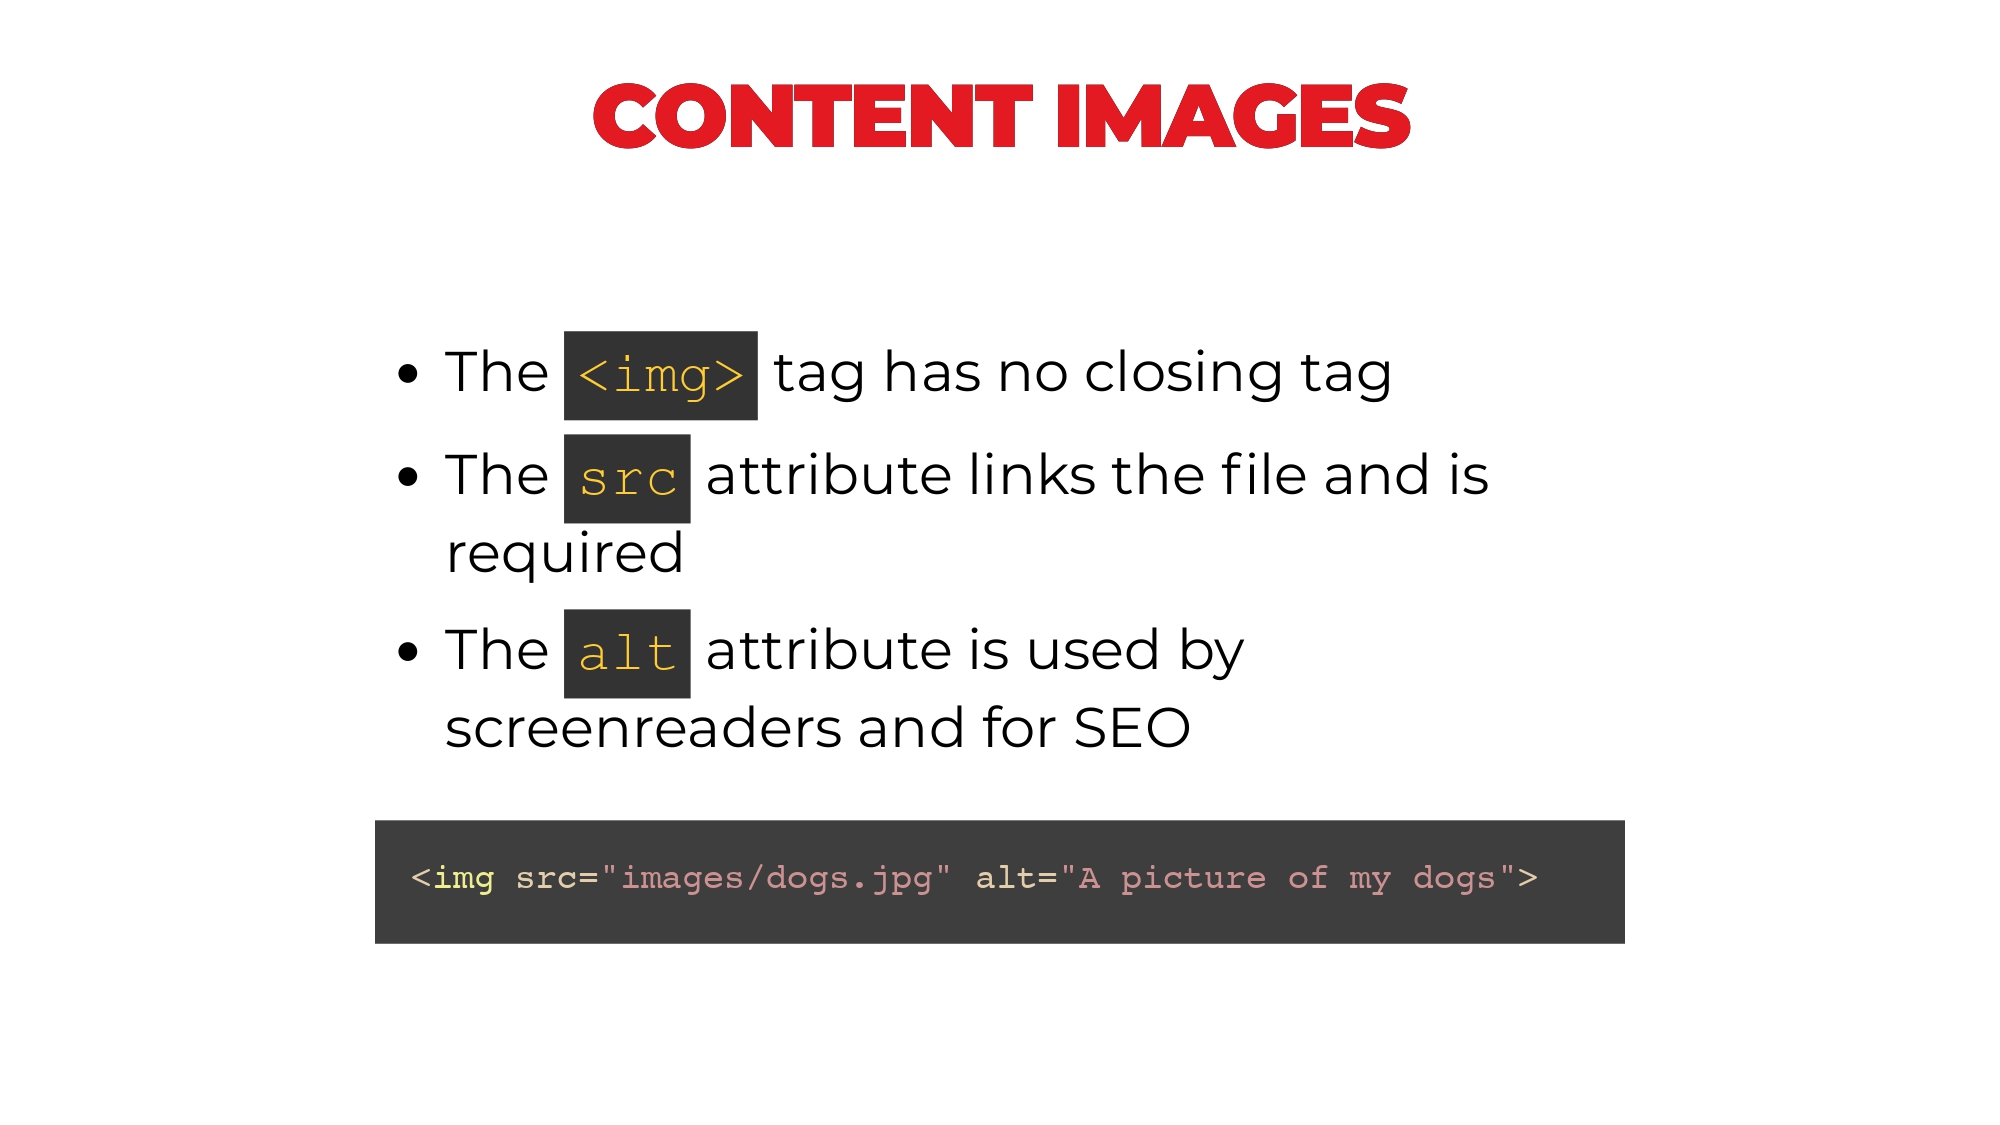 CONTENT IMAGES
• The <img> tag has no closing tag
• The src attribute links the file and is
required
• The alt attribute is used by
screenreaders and for SEO
<img src="images/dogs.jpg" alt="A picture of my dogs">